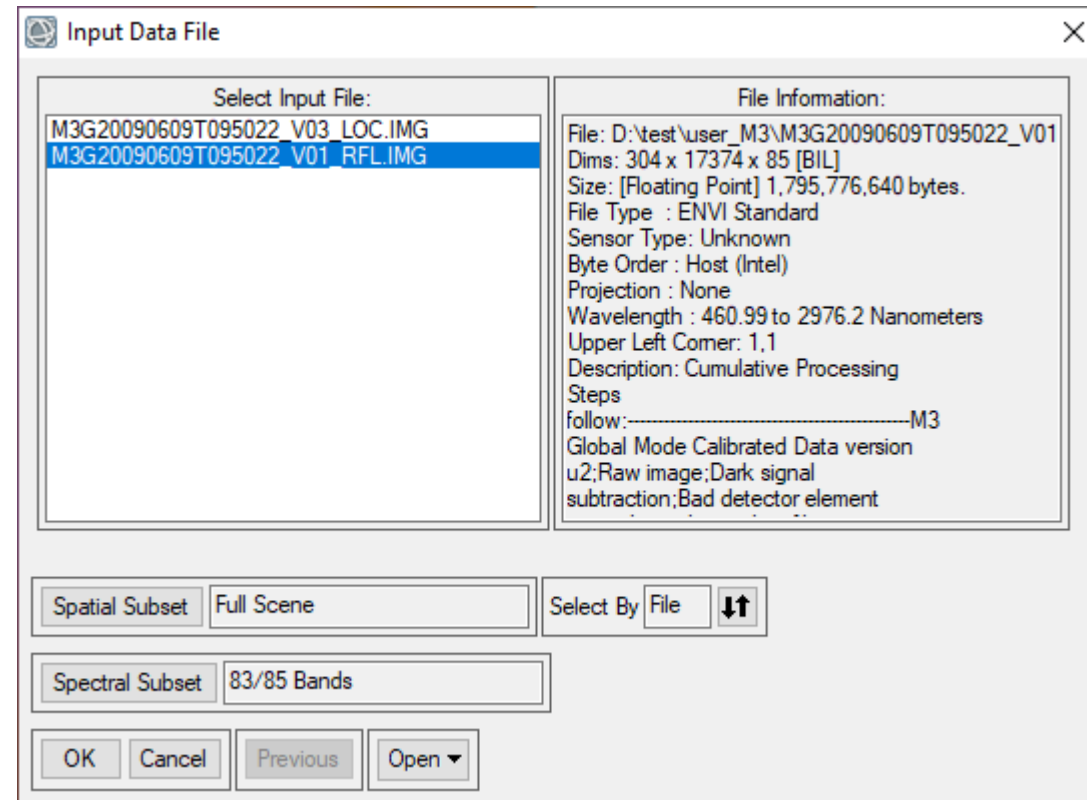 Input Data File
Select Input File:
M3G20090609T095022_V03_LOC.IMG
M3G20090609T095022_V01_RFL.IMG
File Information:
File: D:\test\user_M3\M3G20090609T095022_V01
Dims: 304 x 17374 x 85 [BIL]
Size: [Floating Point] 1,795,776,640 bytes.
File Type : ENVI Standard
Sensor Type: Unknown
Byte Order : Host (Intel)
Projection : None
Wavelength : 460.99 to 2976.2 Nanometers
Upper Left Corner: 1,1
Description: Cumulative Processing
Steps
follow:-----------------------------------------------M3
Global Mode Calibrated Data version
u2;Raw image;Dark signal
subtraction;Bad detector element
Spatial Subset Full Scene
Select By File
Spectral Subset 83/85 Bands
OK Cancel Previous Open